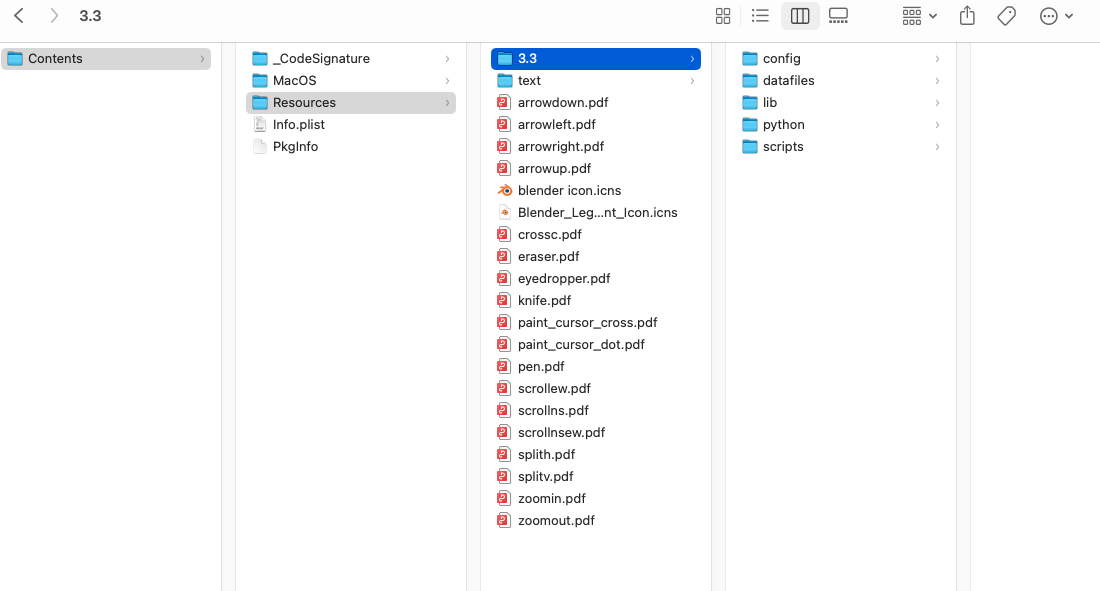 3.3
Contents
_CodeSignature
MacOS
Resources
Info.plist
PkgInfo
3.3
text
arrowdown.pdf
arrowleft.pdf
arrowright.pdf
arrowup.pdf
blender icon.icns
Blender_Leg...nt_Icon.icns
crossc.pdf
eraser.pdf
eyedropper.pdf
knife.pdf
paint_cursor_cross.pdf
paint_cursor_dot.pdf
pen.pdf
scrollew.pdf
scrollns.pdf
scrollnsew.pdf
splith.pdf
splitv.pdf
zoomin.pdf
zoomout.pdf
config
datafiles
lib
python
scripts